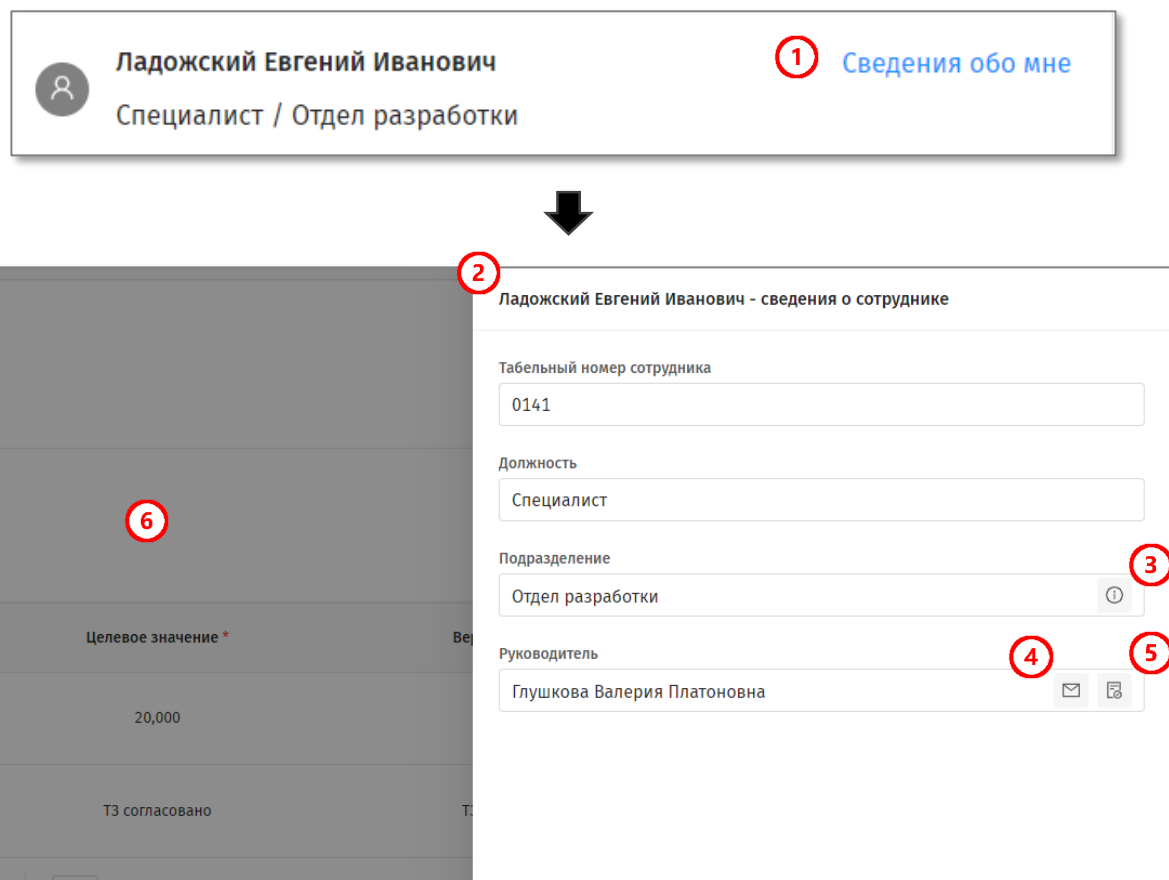 Ладожский Евгений Иванович
1
Сведения обо мне
Специалист / Отдел разработки
2
Ладожский Евгений Иванович - сведения о сотруднике
Табельный номер сотрудника
0141
Должность
Специалист
6
Подразделение
3
Отдел разработки
Целевое значение *
Руководитель
4
5
Глушкова Валерия Платоновна
20,000
ТЗ согласовано